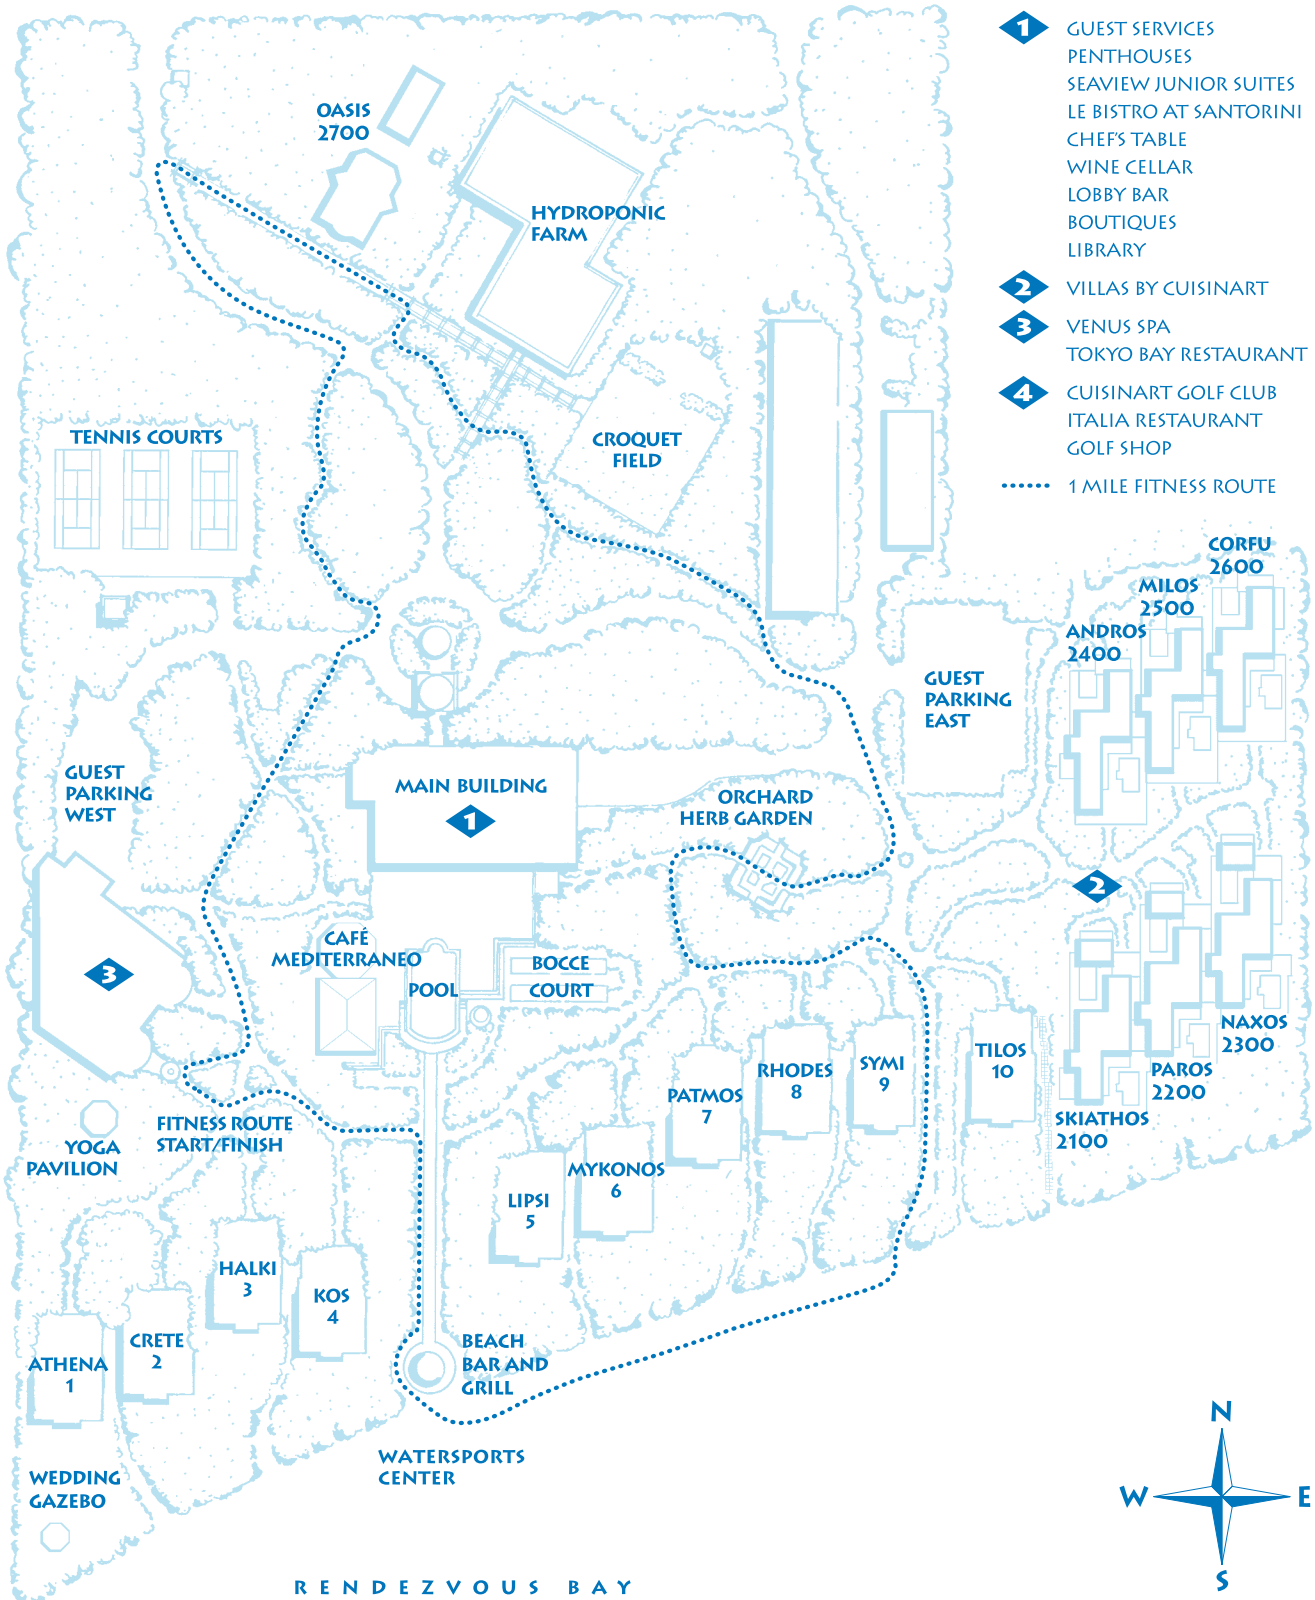 1
GUEST SERVICES
PENTHOUSES
SEAVIEW JUNIOR SUITES
LE BISTRO AT SANTORINI
CHEF'S TABLE
WINE CELLAR
LOBBY BAR
BOUTIQUES
LIBRARY
2
VILLAS BY CUISINART
3
VENUS SPA
TOKYO BAY RESTAURANT
4
CUISINART GOLF CLUB
ITALIA RESTAURANT
GOLF SHOP
1 MILE FITNESS ROUTE
OASIS
2700
HYDROPONIC
FARM
TENNIS COURTS
CROQUET
FIELD
CORFU
2600
MILOS
2500
ANDROS
2400
GUEST
PARKING
EAST
GUEST
PARKING
WEST
MAIN BUILDING
1
ORCHARD
HERB GARDEN
2
3
CAFÉ
MEDITERRANEO
POOL
BOCCE
COURT
NAXOS
2300
PAROS
2200
SKIATHOS
2100
TILOS
10
SYMI
9
RHODES
8
PATMOS
7
MYKONOS
6
LIPSI
5
FITNESS ROUTE
START/FINISH
YOGA
PAVILION
HALKI
3
KOS
4
CRETE
2
ATHENA
1
BEACH
BAR AND
GRILL
WATERSPORTS
CENTER
WEDDING
GAZEBO
N
W
E
S
RENDEZVOUS BAY